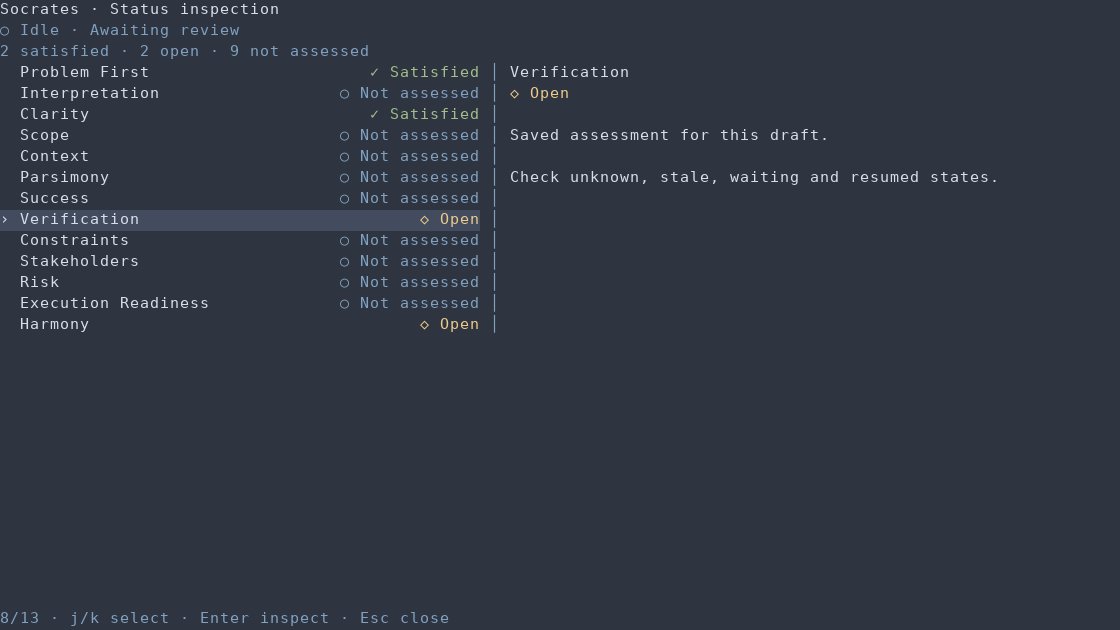 Socrates · Status inspection
○ Idle · Awaiting review
2 satisfied · 2 open · 9 not assessed
Problem First ✓ Satisfied │ Verification
Interpretation ○ Not assessed │ ◇ Open
Clarity ✓ Satisfied │
Scope ○ Not assessed │ Saved assessment for this draft.
Context ○ Not assessed │
Parsimony ○ Not assessed │ Check unknown, stale, waiting and resumed states.
Success ○ Not assessed │
› Verification ◇ Open │
Constraints ○ Not assessed │
Stakeholders ○ Not assessed │
Risk ○ Not assessed │
Execution Readiness ○ Not assessed │
Harmony ◇ Open │
8/13 · j/k select · Enter inspect · Esc close